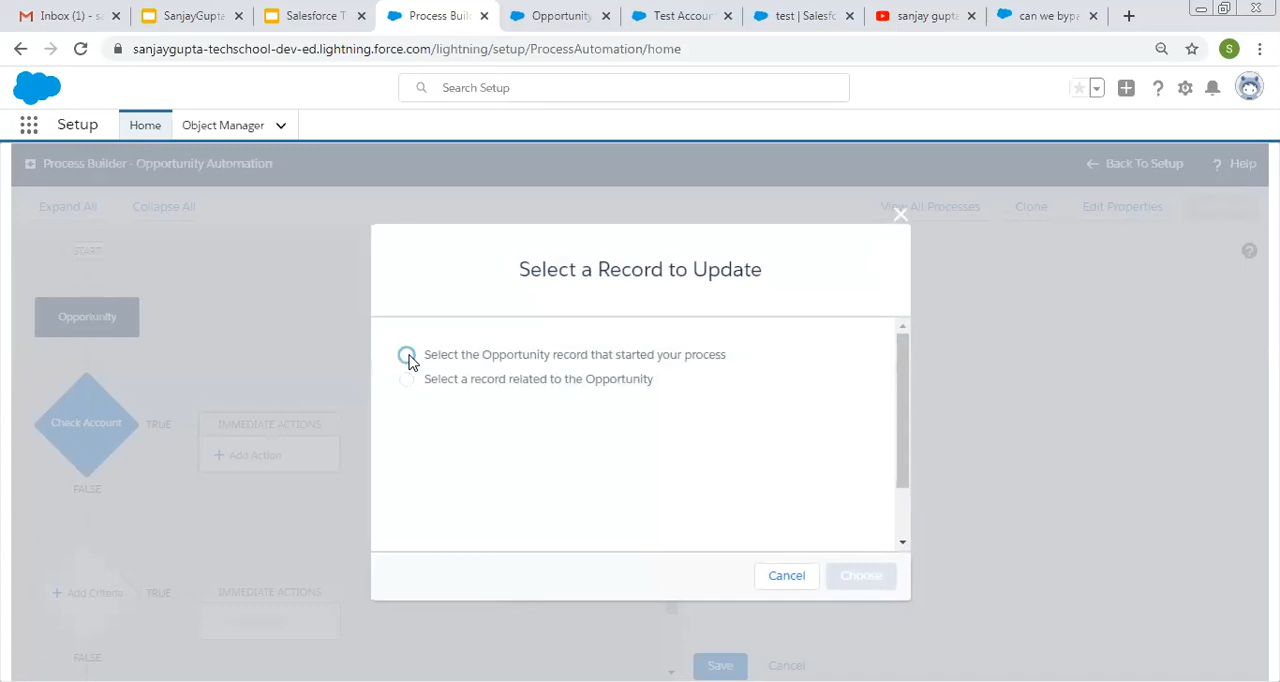 Inbox (1) - sa
SanjayGupta
Salesforce T
Process Buil
Opportunity
Test Accoun
test | Salesf
sanjay gupta
can we bypa
sanjaygupta-techschool-dev-ed.lightning.force.com/lightning/setup/ProcessAutomation/home
S
Search Setup
Setup
Home
Object Manager
Process Builder - Opportunity Automation
Back To Setup
? Help
Expand All
Collapse All
View All Processes
Clone
Edit Properties
START
Select a Record to Update
Opportunity
Select the Opportunity record that started your process
Select a record related to the Opportunity
Check Account
TRUE
IMMEDIATE ACTIONS
+ Add Action
FALSE
Cancel
Choose
+ Add Criteria
TRUE
IMMEDIATE ACTIONS
FALSE
Save
Cancel